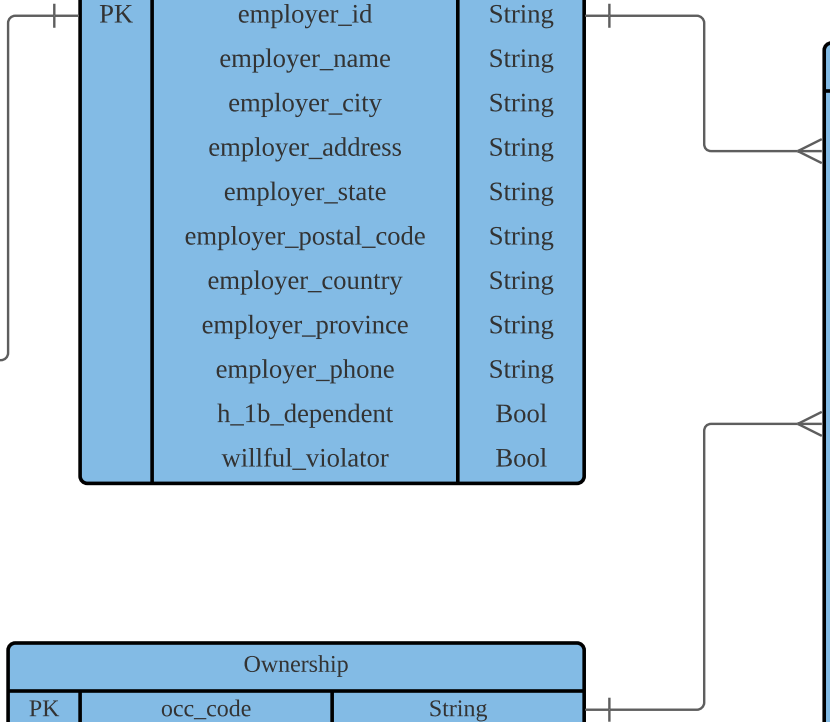 PK employer_id String
employer_name String
employer_city String
employer_address String
employer_state String
employer_postal_code String
employer_country String
employer_province String
employer_phone String
h_1b_dependent Bool
willful_violator Bool
Ownership
PK occ_code String